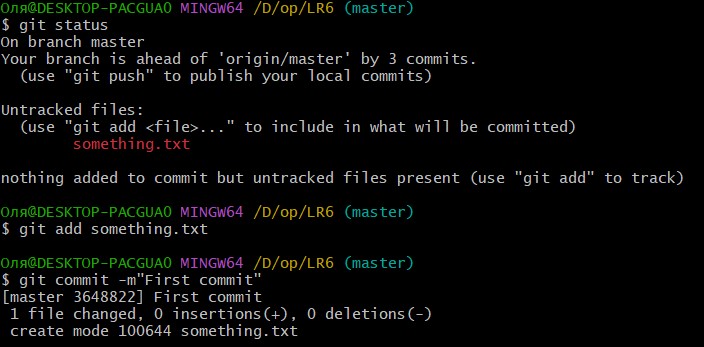 Оля@DESKTOP-PACGUAO MINGW64 /D/op/LR6 (master)
$ git status
On branch master
Your branch is ahead of 'origin/master' by 3 commits.
  (use "git push" to publish your local commits)

Untracked files:
  (use "git add <file>..." to include in what will be committed)
        something.txt

nothing added to commit but untracked files present (use "git add" to track)

Оля@DESKTOP-PACGUAO MINGW64 /D/op/LR6 (master)
$ git add something.txt

Оля@DESKTOP-PACGUAO MINGW64 /D/op/LR6 (master)
$ git commit -m"First commit"
[master 3648822] First commit
 1 file changed, 0 insertions(+), 0 deletions(-)
 create mode 100644 something.txt